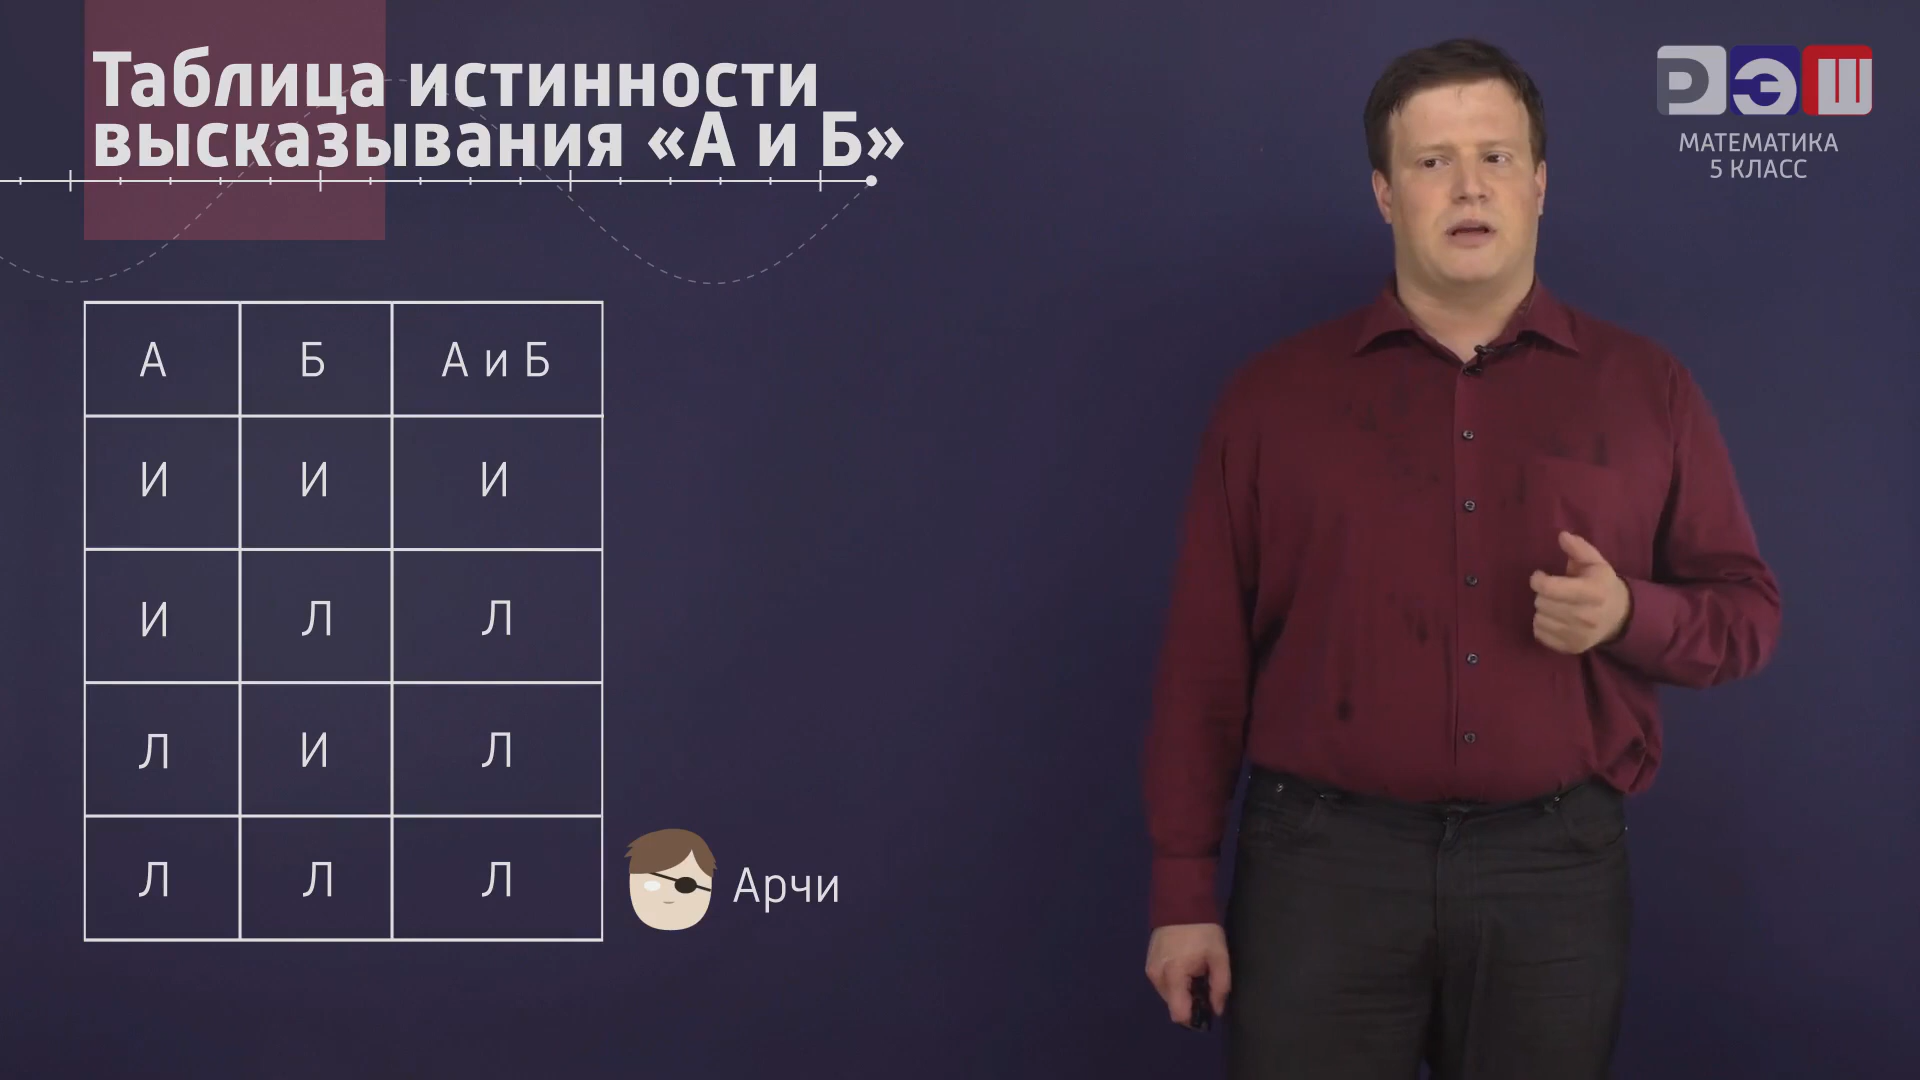 Таблица истинности
высказывания «А и Б»
РЭШ
МАТЕМАТИКА
5 КЛАСС
А Б А и Б
И И И
И Л Л
Л И Л
Л Л Л
Арчи